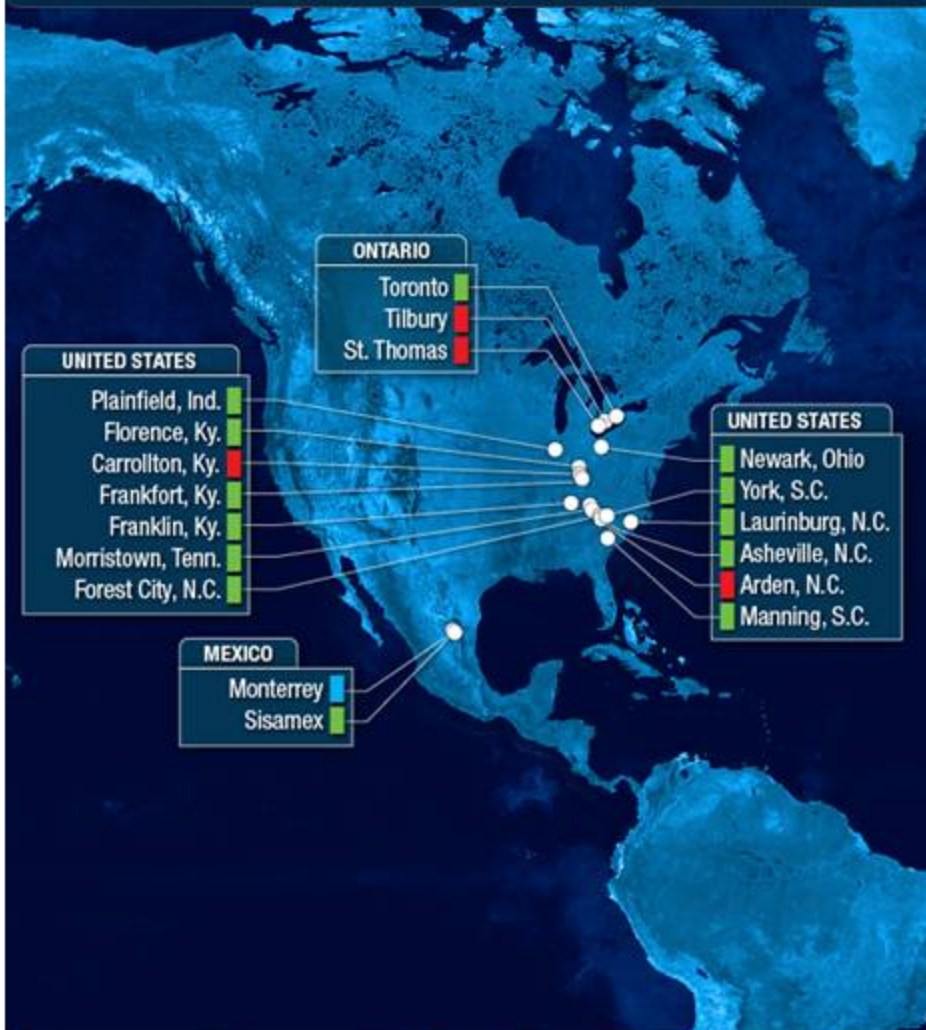 ONTARIO
Toronto
Tilbury
St. Thomas
UNITED STATES
Plainfield, Ind.
Florence, Ky.
Carrollton, Ky.
Frankfort, Ky.
Franklin, Ky.
Morristown, Tenn.
Forest City, N.C.
UNITED STATES
Newark, Ohio
York, S.C.
Laurinburg, N.C.
Asheville, N.C.
Arden, N.C.
Manning, S.C.
MEXICO
Monterrey
Sisamex